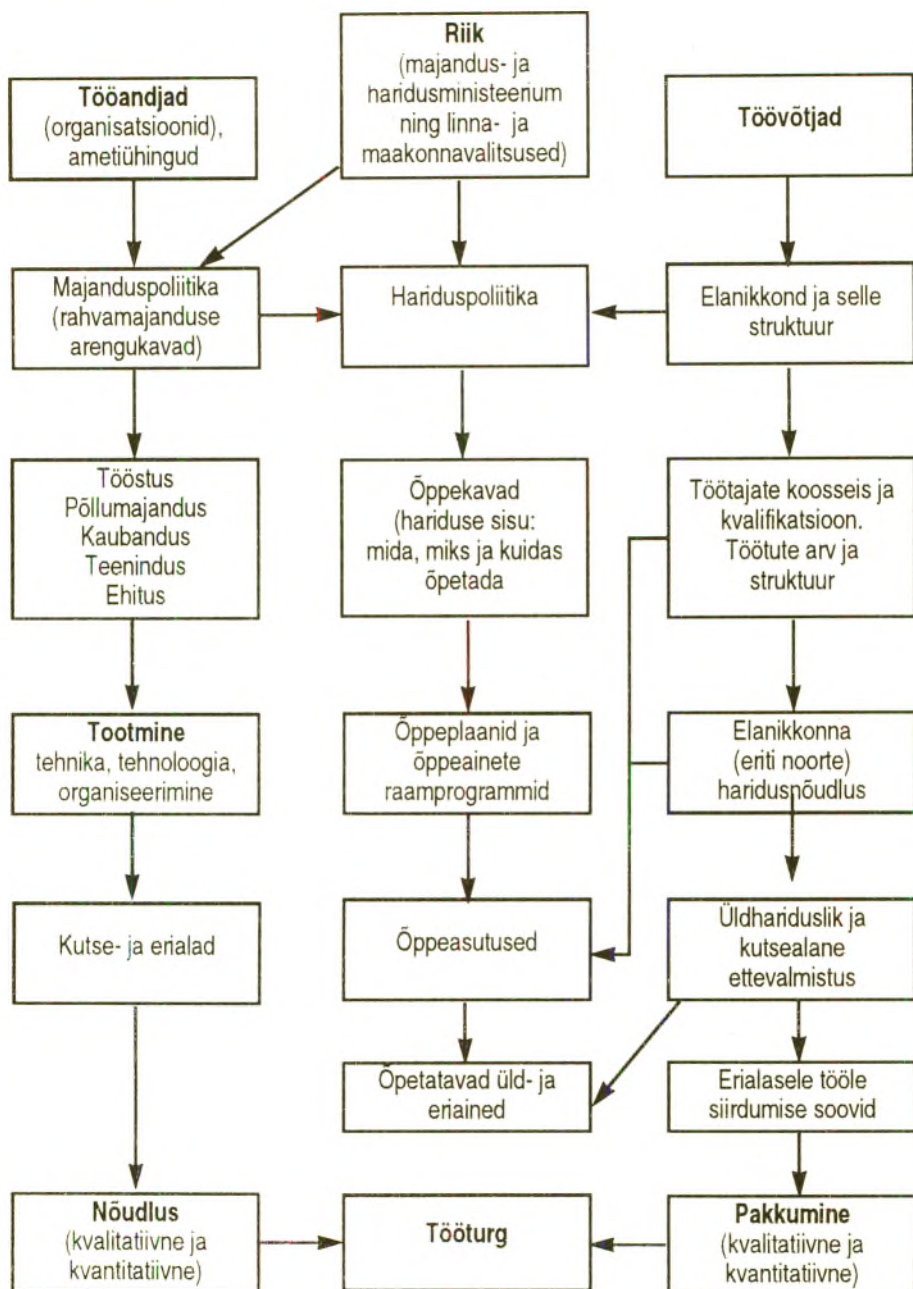 Tööandjad
(organisatsioonid),
ametiühingud
Riik
(majandus- ja
haridusministeerium
ning linna- ja
maakonnavalitsused)
Töövõtjad
Majanduspoliitika
(rahvamajanduse
arengukavad)
Hariduspoliitika
Elanikkond ja selle
struktuur
Tööstus
Põllumajandus
Kaubandus
Teenindus
Ehitus
Õppekavad
(hariduse sisu:
mida, miks ja kuidas
õpetada
Töötajate koosseis ja
kvalifikatsioon.
Töötute arv ja
struktuur
Tootmine
tehnika, tehnoloogia,
organiseerimine
Õppeplaanid ja
õppeainete
raamprogrammid
Elanikkonna
(eriti noorte)
haridusnõudlus
Kutse- ja erialad
Õppeasutused
Üldhariduslik ja
kutsealane
ettevalmistus
Õpetatavad üld- ja
eriained
Erialasele tööle
siirdumise soovid
Nõudlus
(kvalitatiivne ja
kvantitatiivne)
Tööturg
Pakkumine
(kvalitatiivne ja
kvantitatiivne)